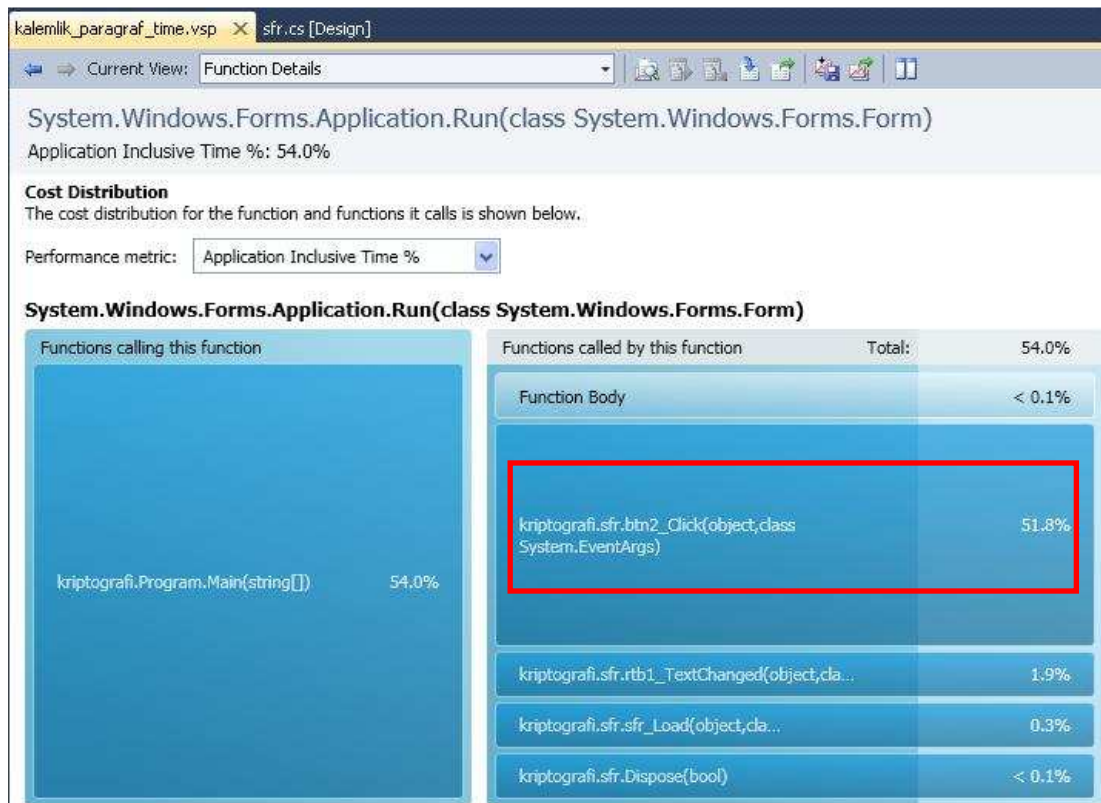 kalemlik_paragraf_time.vsp X sfr.cs [Design]
Current View: Function Details
System.Windows.Forms.Application.Run(class System.Windows.Forms.Form)
Application Inclusive Time %: 54.0%
Cost Distribution
The cost distribution for the function and functions it calls is shown below.
Performance metric: Application Inclusive Time %
System.Windows.Forms.Application.Run(class System.Windows.Forms.Form)
Functions calling this function
kriptografi.Program.Main(string[]) 54.0%
Functions called by this function Total: 54.0%
Function Body < 0.1%
kriptografi.sfr.btn2_Click(object,class 51.8%
System.EventArgs)
kriptografi.sfr.rtb1_TextChanged(object,cla... 1.9%
kriptografi.sfr.sfr_Load(object,cla... 0.3%
kriptografi.sfr.Dispose(bool) < 0.1%